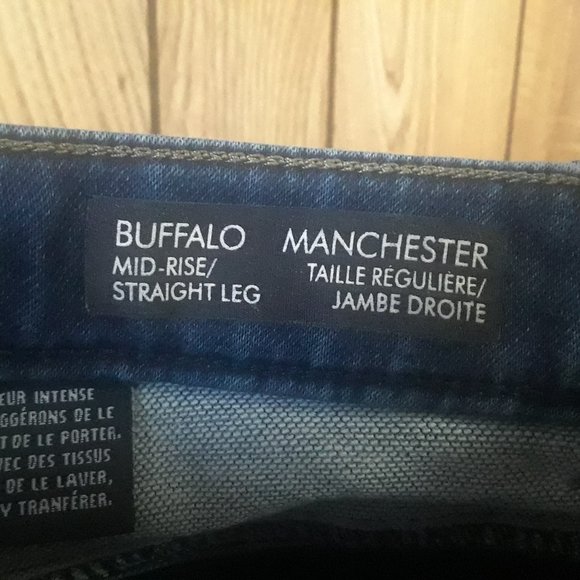 BUFFALO MANCHESTER
MID-RISE/ TAILLE RÉGULIÈRE/
STRAIGHT LEG JAMBE DROITE
INTENSE
DE LE
DE LE PORTER.
DES TISSUS
DE LE LAVER,
Y TRANFÉRER.